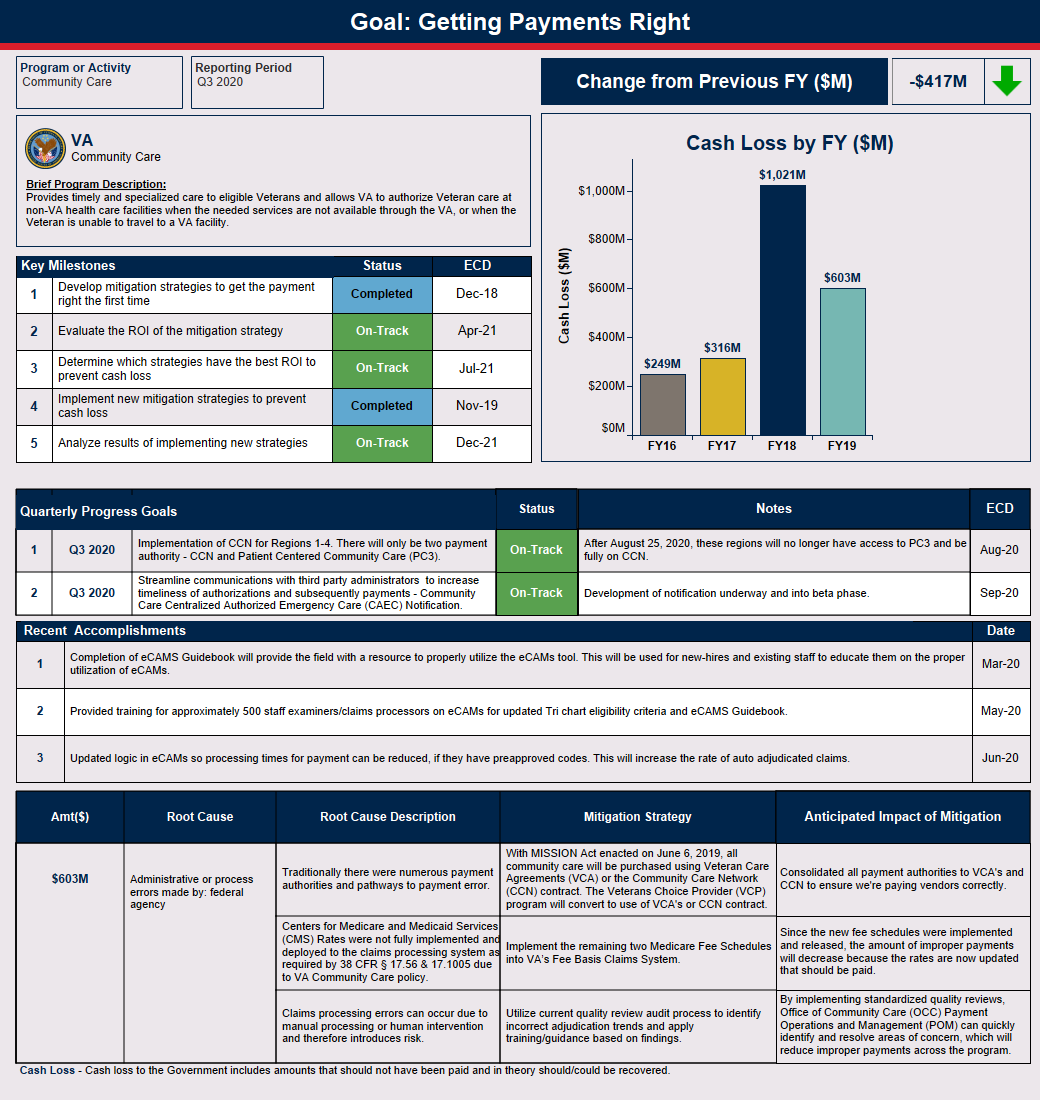 Goal: Getting Payments Right
Program or Activity
Community Care
Reporting Period
Q3 2020
Change from Previous FY ($M)
-$417M
VA
Community Care
Brief Program Description:
Provides timely and specialized care to eligible Veterans and allows VA to authorize Veteran care at
non-VA health care facilities when the needed services are not available through the VA, or when the
Veteran is unable to travel to a VA facility.
Cash Loss by FY ($M)
Cash Loss ($M)
$1,000M
$800M
$600M
$400M
$200M
$0M
$249M
$316M
$1,021M
$603M
FY16
FY17
FY18
FY19
Key Milestones
Status
ECD
1
Develop mitigation strategies to get the payment
right the first time
Completed
Dec-18
2
Evaluate the ROI of the mitigation strategy
On-Track
Apr-21
3
Determine which strategies have the best ROI to
prevent cash loss
On-Track
Jul-21
4
Implement new mitigation strategies to prevent
cash loss
Completed
Nov-19
5
Analyze results of implementing new strategies
On-Track
Dec-21
Quarterly Progress Goals
Status
Notes
ECD
1
Q3 2020
Implementation of CCN for Regions 1-4. There will only be two payment
authority - CCN and Patient Centered Community Care (PC3).
On-Track
After August 25, 2020, these regions will no longer have access to PC3 and be
fully on CCN.
Aug-20
2
Q3 2020
Streamline communications with third party administrators to increase
timeliness of authorizations and subsequently payments - Community
Care Centralized Authorized Emergency Care (CAEC) Notification.
On-Track
Development of notification underway and into beta phase.
Sep-20
Recent Accomplishments
Date
1
Completion of eCAMS Guidebook will provide the field with a resource to properly utilize the eCAMs tool. This will be used for new-hires and existing staff to educate them on the proper
utilization of eCAMs.
Mar-20
2
Provided training for approximately 500 staff examiners/claims processors on eCAMs for updated Tri chart eligibility criteria and eCAMS Guidebook.
May-20
3
Updated logic in eCAMs so processing times for payment can be reduced, if they have preapproved codes. This will increase the rate of auto adjudicated claims.
Jun-20
Amt($)
Root Cause
Root Cause Description
Mitigation Strategy
Anticipated Impact of Mitigation
$603M
Administrative or process
errors made by: federal
agency
Traditionally there were numerous payment
authorities and pathways to payment error.
With MISSION Act enacted on June 6, 2019, all
community care will be purchased using Veteran Care
Agreements (VCA) or the Community Care Network
(CCN) contract. The Veterans Choice Provider (VCP)
program will convert to use of VCA's or CCN contract.
Consolidated all payment authorities to VCA's and
CCN to ensure we're paying vendors correctly.
Centers for Medicare and Medicaid Services
(CMS) Rates were not fully implemented and
deployed to the claims processing system as
required by 38 CFR § 17.56 & 17.1005 due
to VA Community Care policy.
Implement the remaining two Medicare Fee Schedules
into VA's Fee Basis Claims System.
Since the new fee schedules were implemented
and released, the amount of improper payments
will decrease because the rates are now updated
that should be paid.
Claims processing errors can occur due to
manual processing or human intervention
and therefore introduces risk.
Utilize current quality review audit process to identify
incorrect adjudication trends and apply
training/guidance based on findings.
By implementing standardized quality reviews,
Office of Community Care (OCC) Payment
Operations and Management (POM) can quickly
identify and resolve areas of concern, which will
reduce improper payments across the program.
Cash Loss - Cash loss to the Government includes amounts that should not have been paid and in theory should/could be recovered.